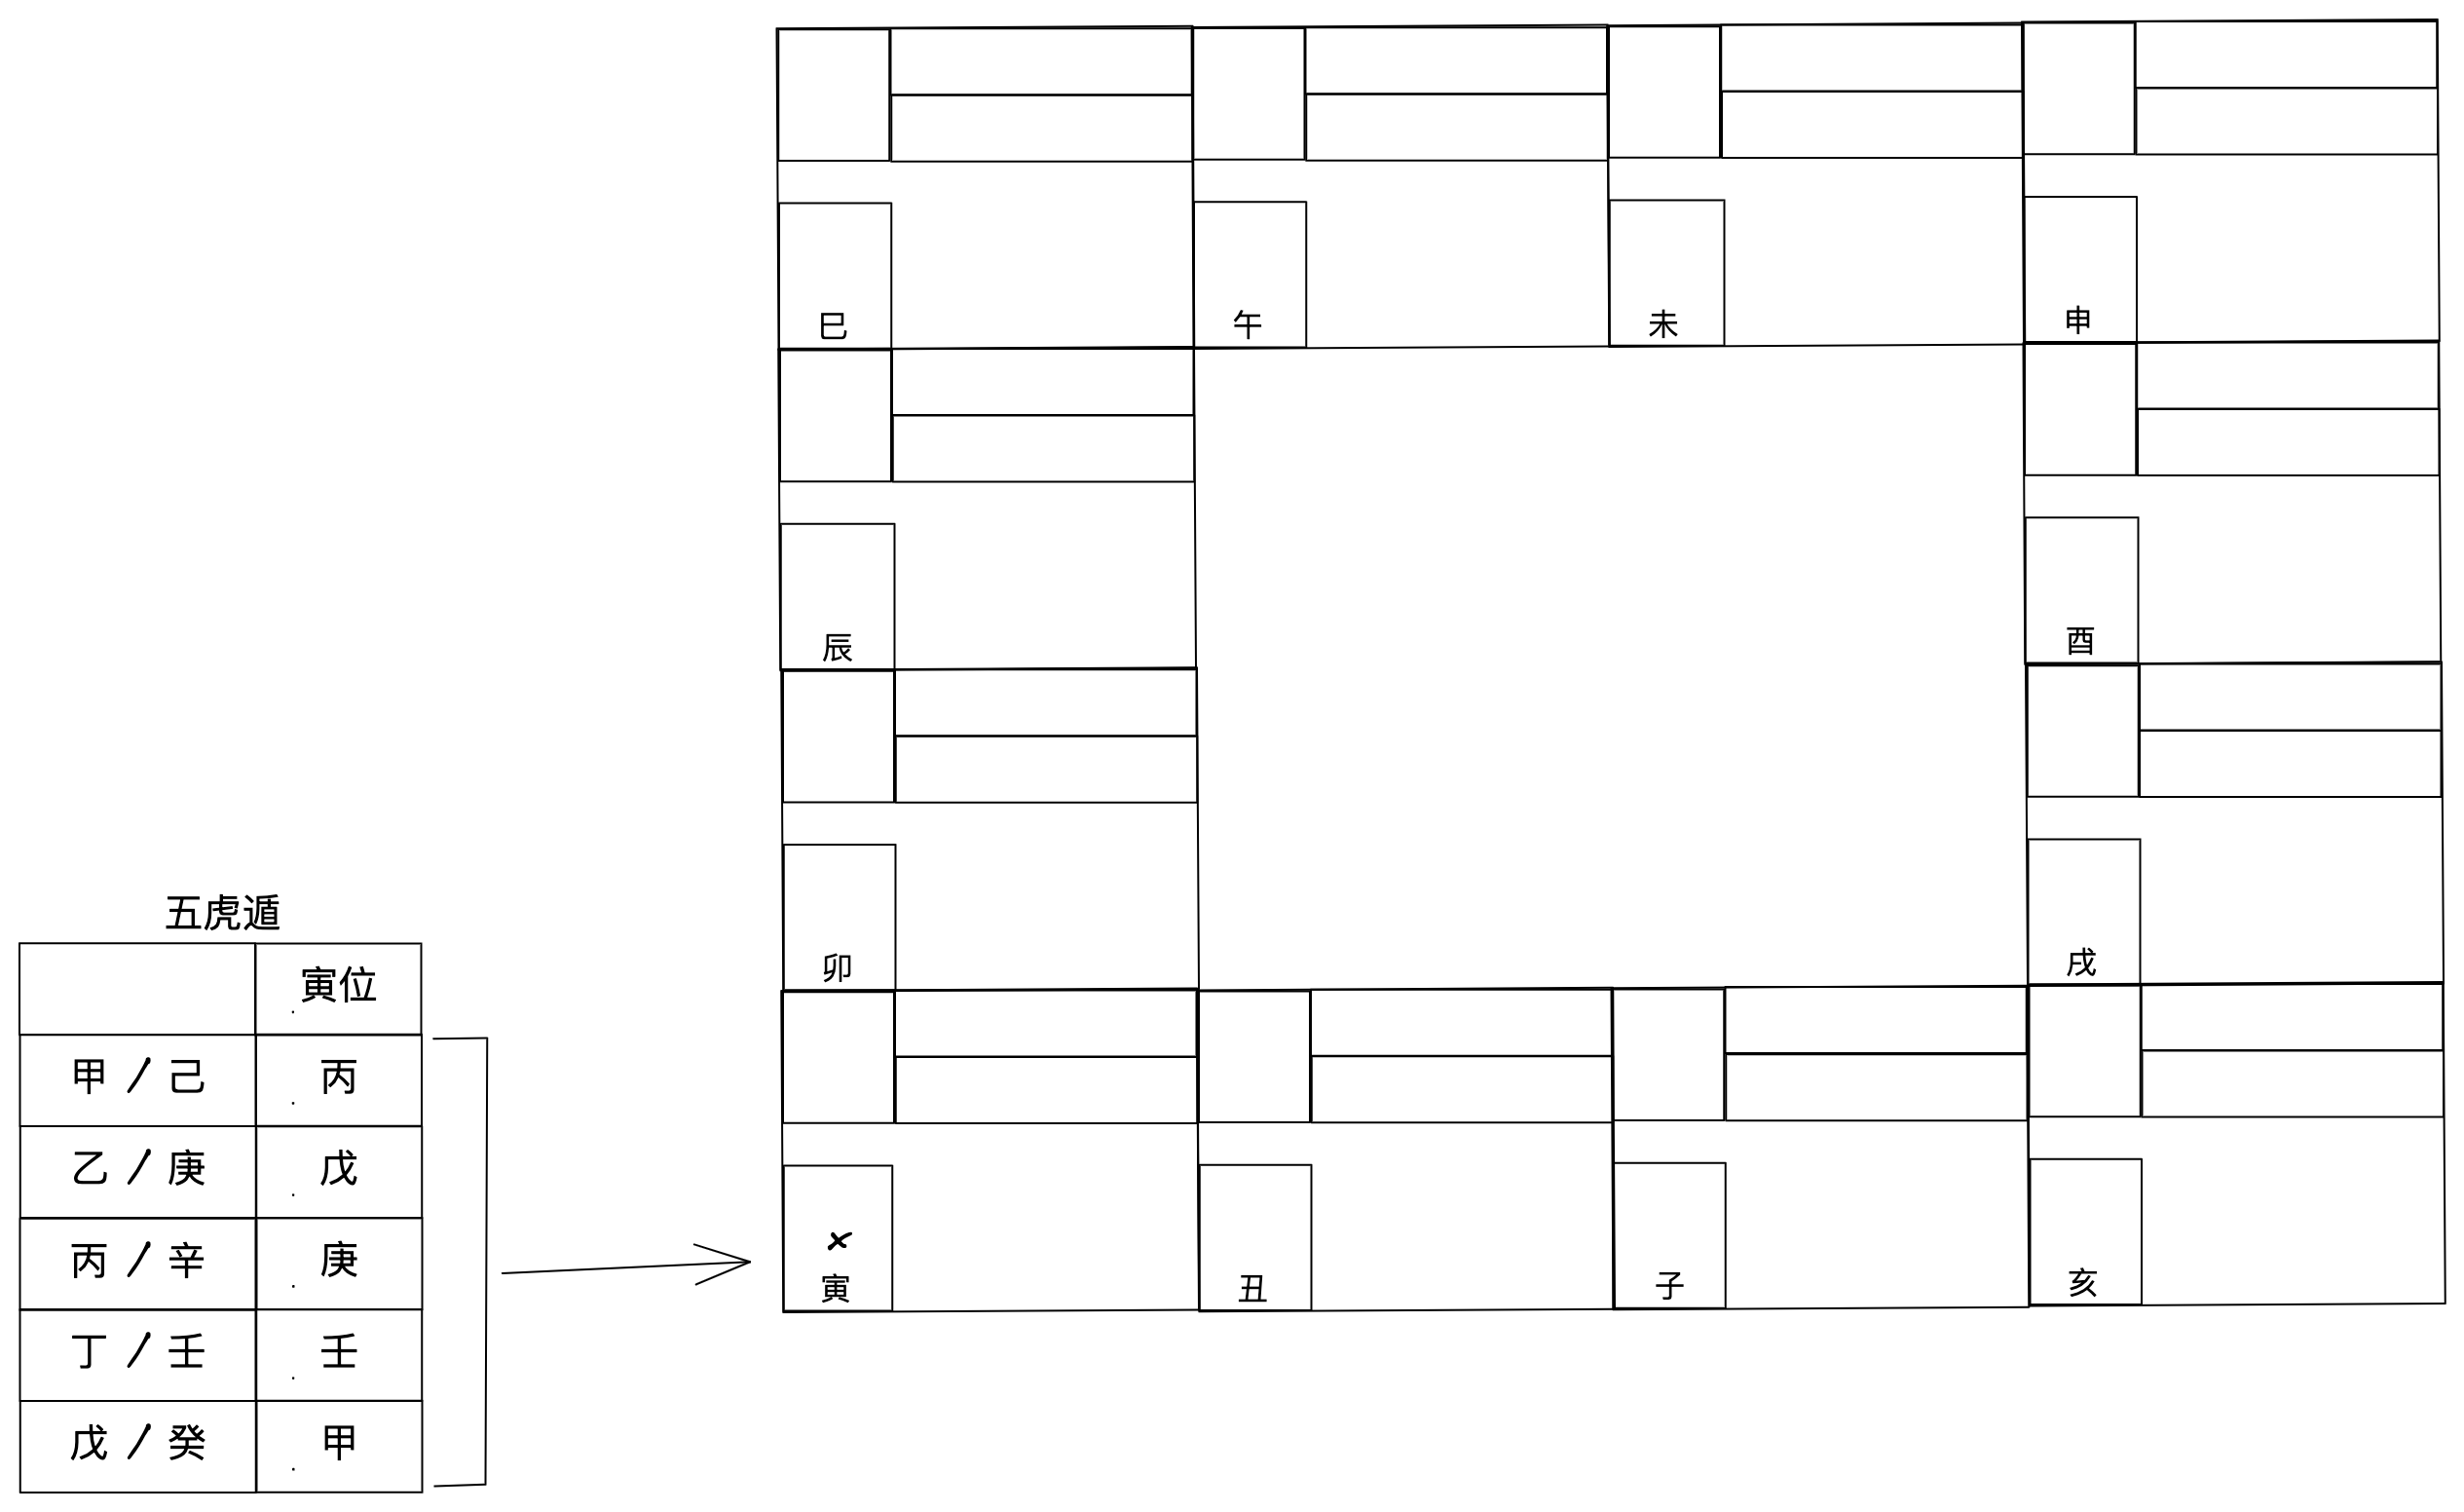 巳
午
未
申
辰
酉
卯
戌
x
寅
丑
子
亥
五虎遁
寅位
甲 / 己 丙
乙 / 庚 戊
丙 / 辛 庚
丁 / 壬 壬
戊 / 癸 甲